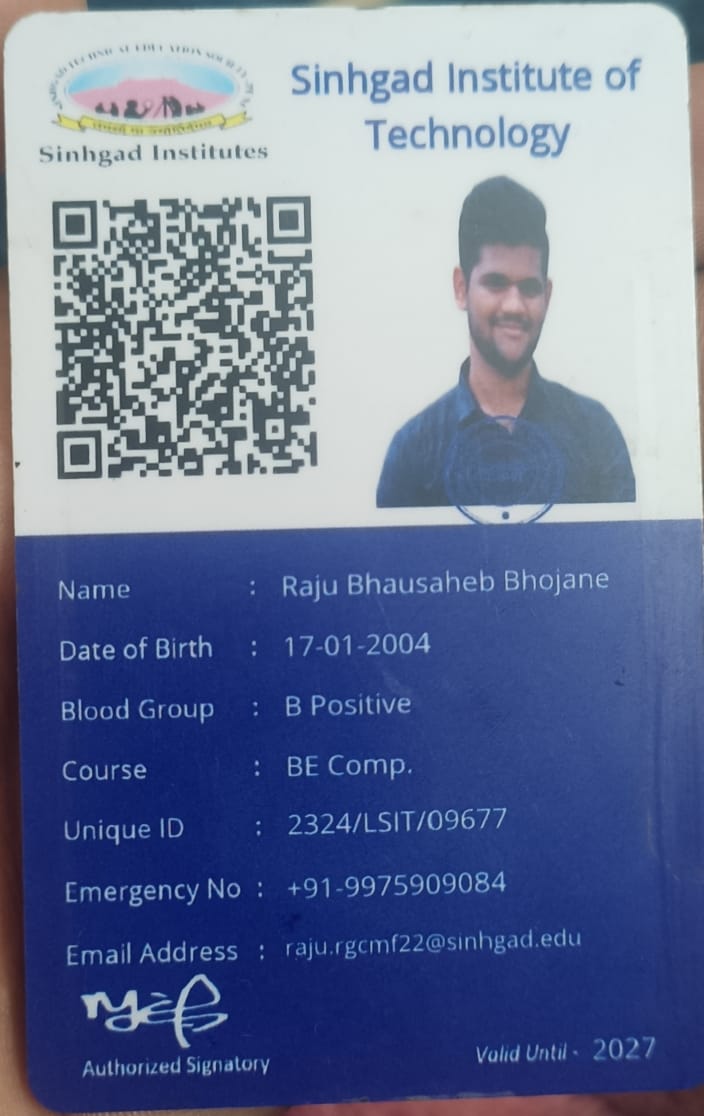 Sinhgad Institutes
Sinhgad Institute of
Technology
Name : Raju Bhausaheb Bhojane
Date of Birth : 17-01-2004
Blood Group : B Positive
Course : BE Comp.
Unique ID : 2324/LSIT/09677
Emergency No : +91-9975909084
Email Address : raju.rgcmf22@sinhgad.edu
Authorized Signatory
Valid Until - 2027